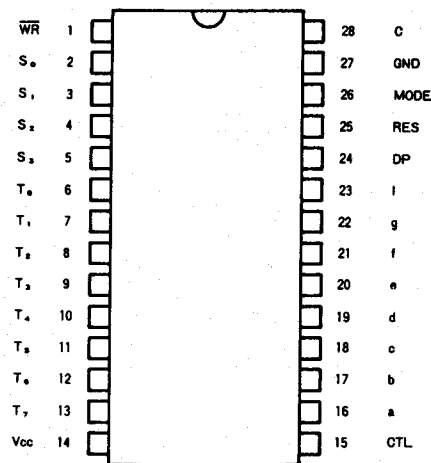 W̅R̅ 1 28 C
S₀ 2 27 GND
S₁ 3 26 MODE
S₂ 4 25 RES
S₃ 5 24 DP
T₀ 6 23 I
T₁ 7 22 g
T₂ 8 21 f
T₃ 9 20 e
T₄ 10 19 d
T₅ 11 18 c
T₆ 12 17 b
T₇ 13 16 a
Vcc 14 15 CTL